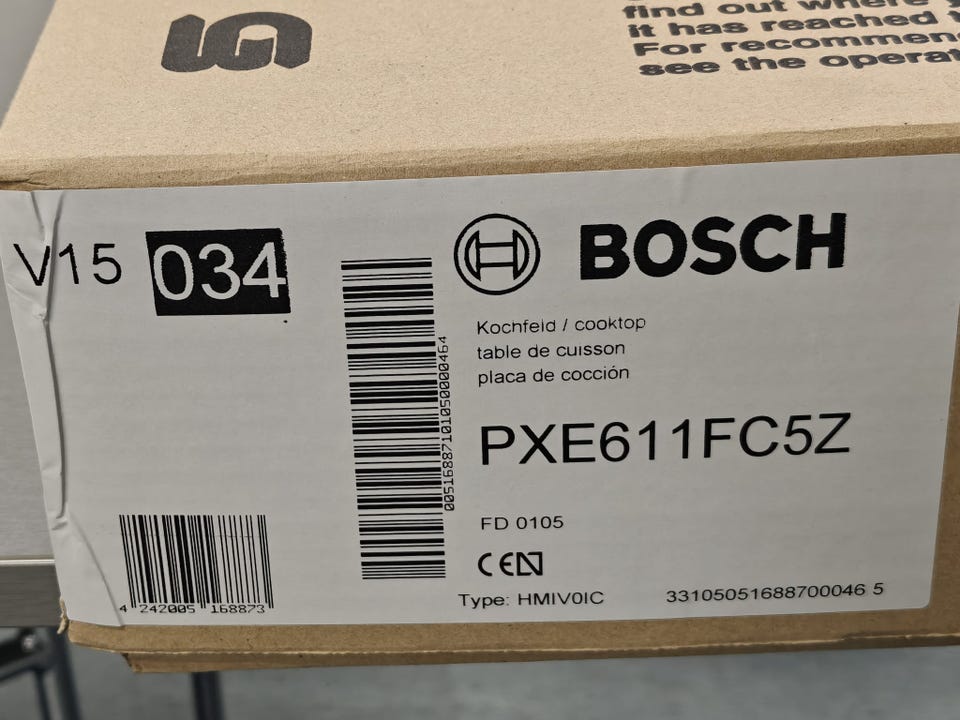 find out where
it has reached
For recommen
see the operat
V15 034
BOSCH
Kochfeld / cooktop
table de cuisson
placa de cocción
PXE611FC5Z
FD 0105
CE
Type: HMIV0IC
33105051688700046 5
00516887101050000464
4 242005 168873